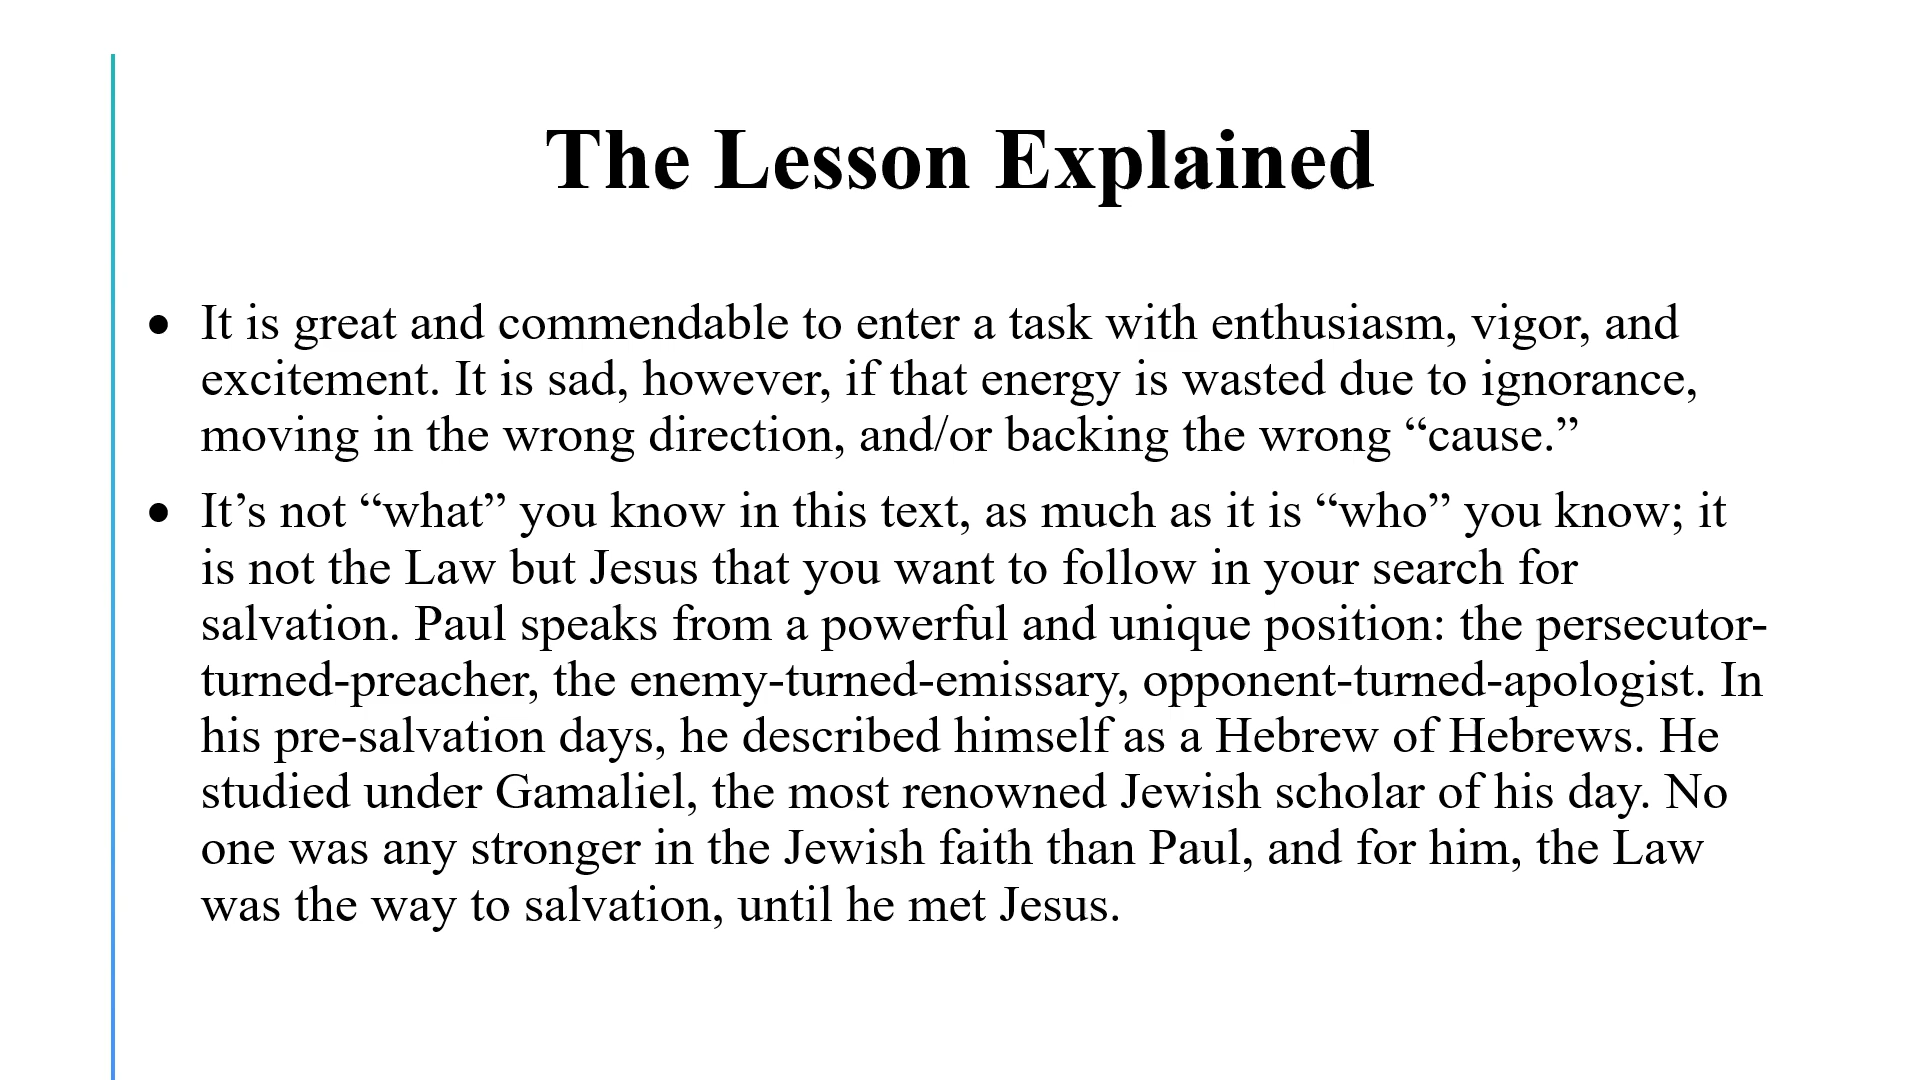 The Lesson Explained
● It is great and commendable to enter a task with enthusiasm, vigor, and
excitement. It is sad, however, if that energy is wasted due to ignorance,
moving in the wrong direction, and/or backing the wrong “cause.”
● It’s not “what” you know in this text, as much as it is “who” you know; it
is not the Law but Jesus that you want to follow in your search for
salvation. Paul speaks from a powerful and unique position: the persecutor-
turned-preacher, the enemy-turned-emissary, opponent-turned-apologist. In
his pre-salvation days, he described himself as a Hebrew of Hebrews. He
studied under Gamaliel, the most renowned Jewish scholar of his day. No
one was any stronger in the Jewish faith than Paul, and for him, the Law
was the way to salvation, until he met Jesus.